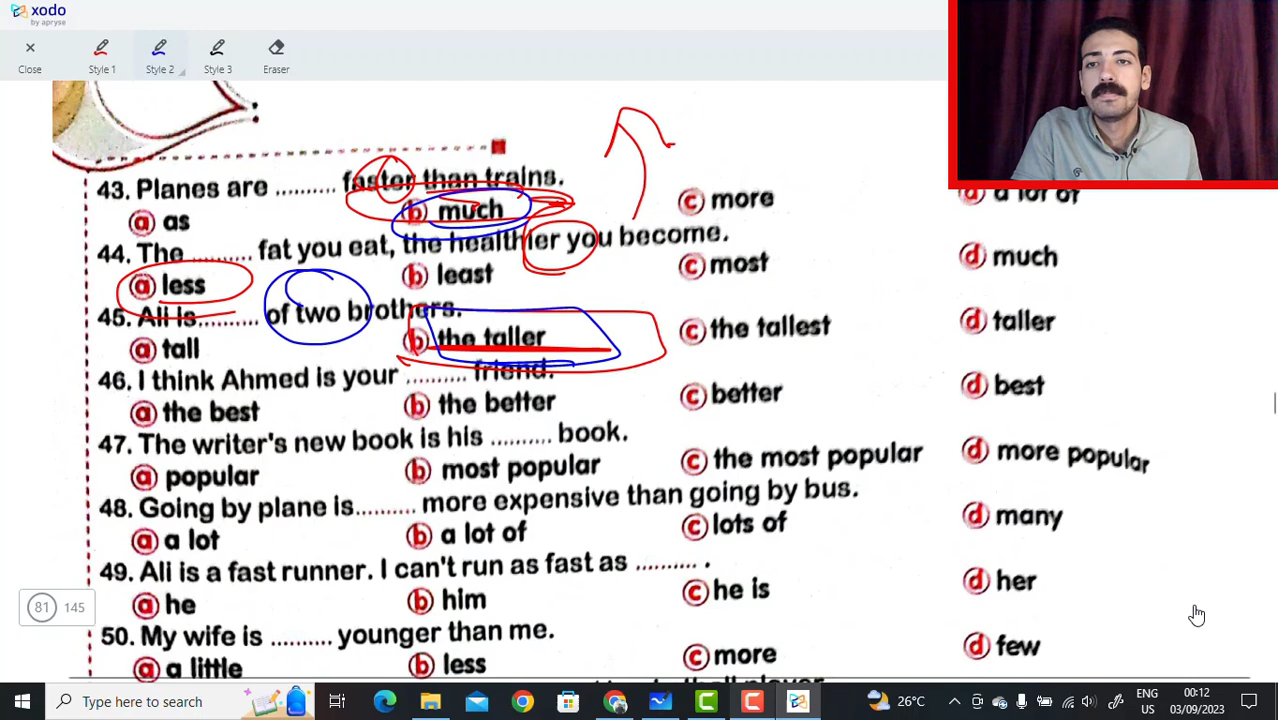 xodo
by apryse
Close
Style 1
Style 2
Style 3
Eraser
43. Planes are .......... faster than trains.
a as
b much
c more
d a lot of
44. The .......... fat you eat, the healthier you become.
a less
b least
c most
d much
45. Ali is.......... of two brothers.
a tall
b the taller
c the tallest
d taller
46. I think Ahmed is your .......... friend.
a the best
b the better
c better
d best
47. The writer's new book is his .......... book.
a popular
b most popular
c the most popular
d more popular
48. Going by plane is.......... more expensive than going by bus.
a a lot
b a lot of
c lots of
d many
49. Ali is a fast runner. I can't run as fast as .......... .
a he
b him
c he is
d her
50. My wife is .......... younger than me.
a a little
b less
c more
d few
81 145
Type here to search
26°C
ENG
US
00:12
03/09/2023